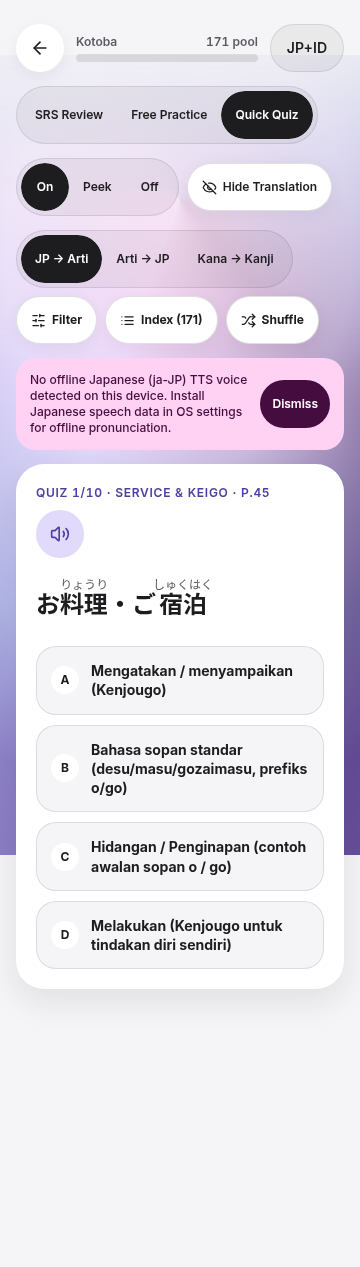 Kotoba 171 pool JP+ID
SRS Review Free Practice Quick Quiz
On Peek Off Hide Translation
JP → Arti Arti → JP Kana → Kanji
Filter Index (171) Shuffle
No offline Japanese (ja-JP) TTS voice
detected on this device. Install
Japanese speech data in OS settings
for offline pronunciation.
Dismiss
QUIZ 1/10 · SERVICE & KEIGO · P.45
りょうり しゅくはく
お料理・ご宿泊
A Mengatakan / menyampaikan
(Kenjougo)
B Bahasa sopan standar
(desu/masu/gozaimasu, prefiks
o/go)
C Hidangan / Penginapan (contoh
awalan sopan o / go)
D Melakukan (Kenjougo untuk
tindakan diri sendiri)